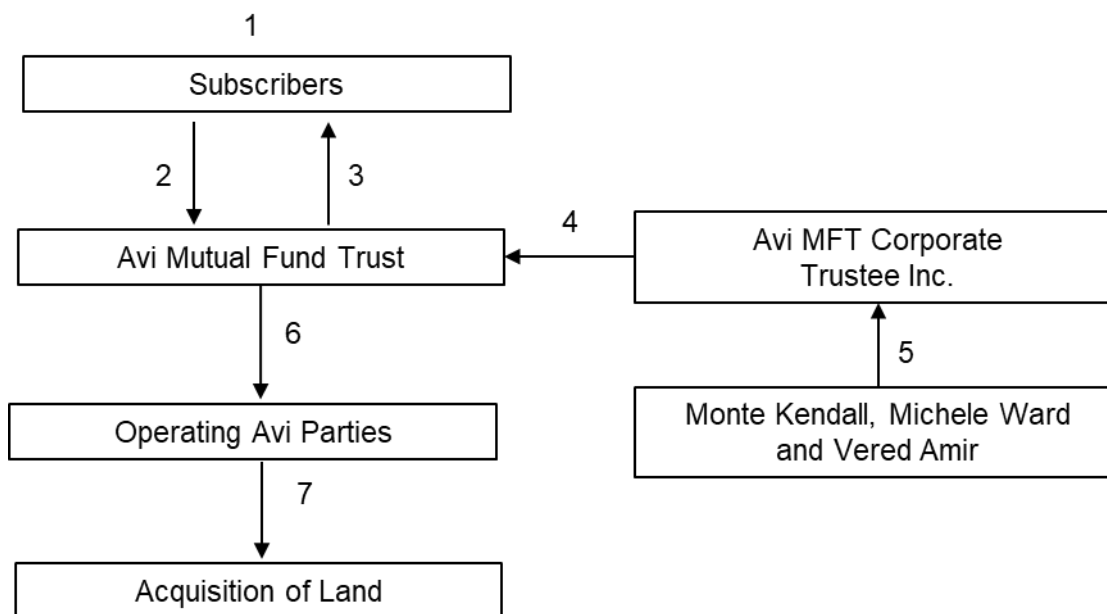 1
Subscribers
2
3
4
Avi Mutual Fund Trust
Avi MFT Corporate
Trustee Inc.
5
6
Monte Kendall, Michele Ward
and Vered Amir
Operating Avi Parties
7
Acquisition of Land